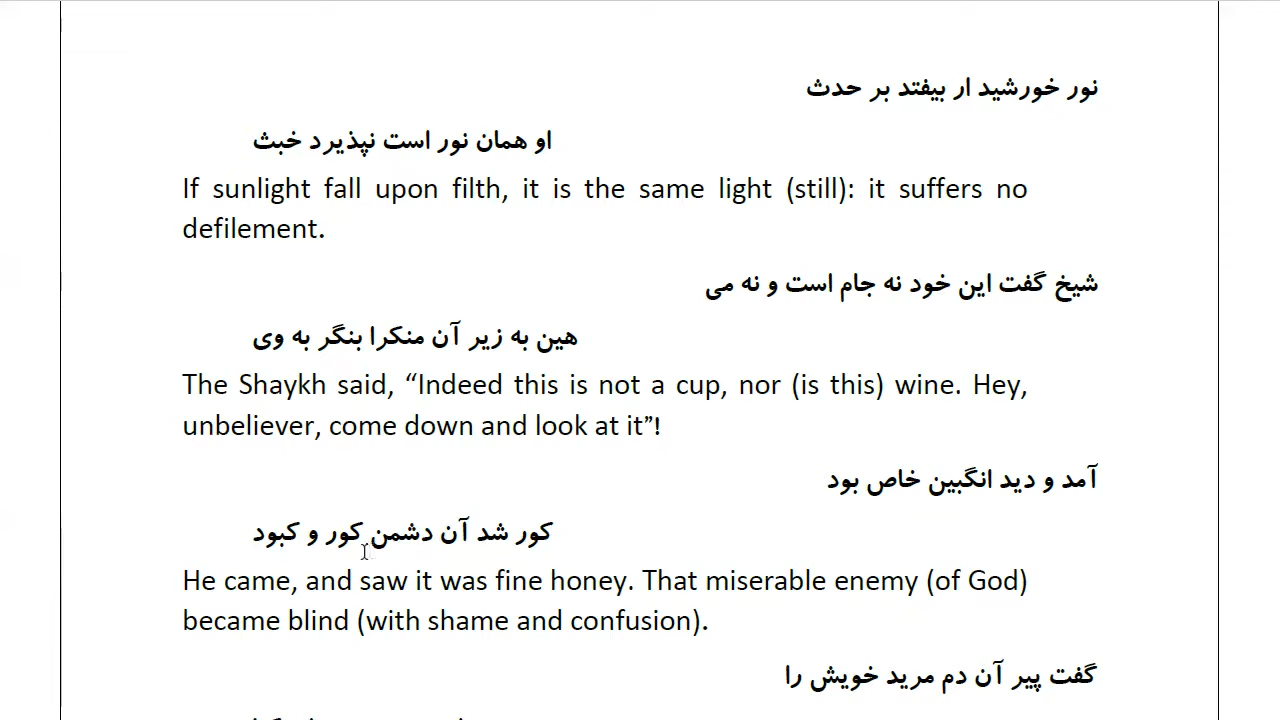 نور خورشید ار بیفتد بر حدث
او همان نور است نپذیرد خبث
If sunlight fall upon filth, it is the same light (still): it suffers no
defilement.
شیخ گفت این خود نه جام است و نه می
هین به زیر آن منکرا بنگر به وی
The Shaykh said, “Indeed this is not a cup, nor (is this) wine. Hey,
unbeliever, come down and look at it”!
آمد و دید انگبین خاص بود
کور شد آن دشمن کور و کبود
He came, and saw it was fine honey. That miserable enemy (of God)
became blind (with shame and confusion).
گفت پیر آن دم مرید خویش را